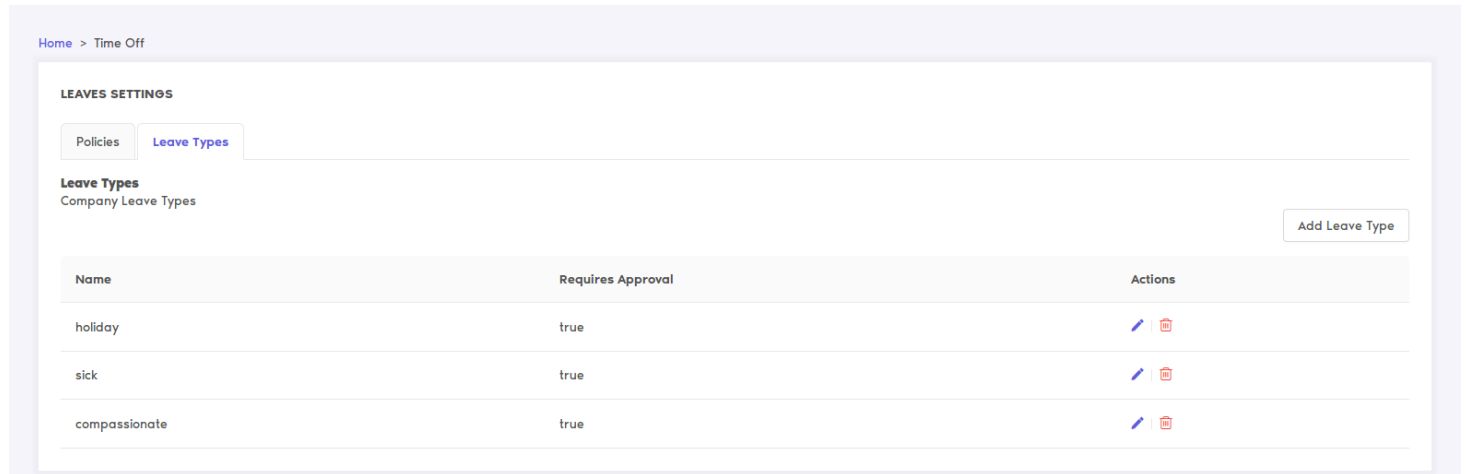 Home > Time Off
LEAVES SETTINGS
Policies Leave Types
Leave Types
Company Leave Types
Add Leave Type
Name Requires Approval Actions
holiday true
sick true
compassionate true